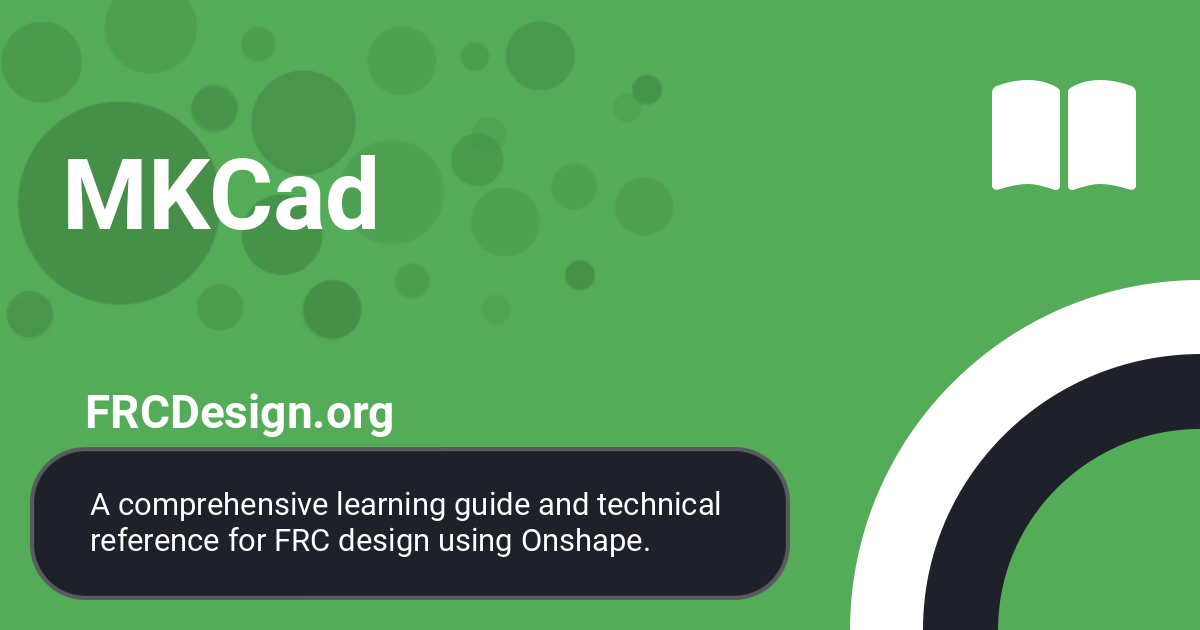 MKCad
FRCDesign.org
A comprehensive learning guide and technical
reference for FRC design using Onshape.